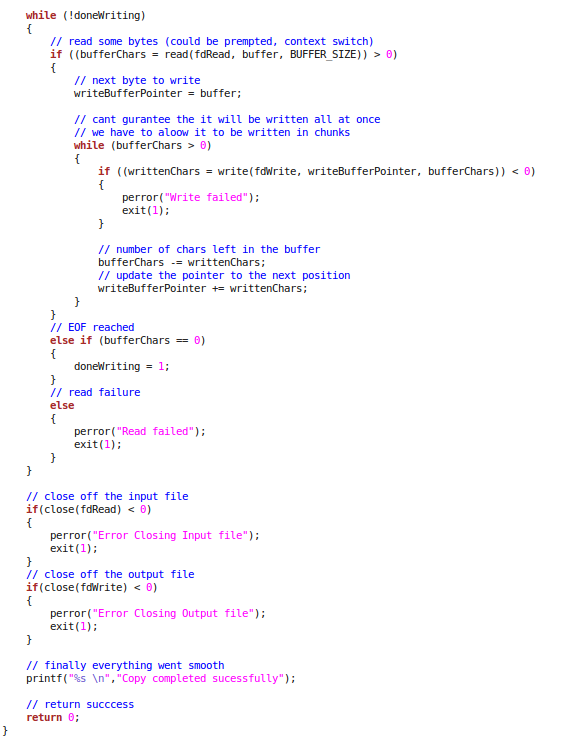 while (!doneWriting)
{
// read some bytes (could be prempted, context switch)
if ((bufferChars = read(fdRead, buffer, BUFFER_SIZE)) > 0)
{
// next byte to write
writeBufferPointer = buffer;
// cant gurantee the it will be written all at once
// we have to aloow it to be written in chunks
while (bufferChars > 0)
{
if ((writtenChars = write(fdWrite, writeBufferPointer, bufferChars)) < 0)
{
perror("Write failed");
exit(1);
}
// number of chars left in the buffer
bufferChars -= writtenChars;
// update the pointer to the next position
writeBufferPointer += writtenChars;
}
}
// EOF reached
else if (bufferChars == 0)
{
doneWriting = 1;
}
// read failure
else
{
perror("Read failed");
exit(1);
}
}
// close off the input file
if(close(fdRead) < 0)
{
perror("Error Closing Input file");
exit(1);
}
// close off the output file
if(close(fdWrite) < 0)
{
perror("Error Closing Output file");
exit(1);
}
// finally everything went smooth
printf("%s \n","Copy completed sucessfully");
// return succcess
return 0;
}